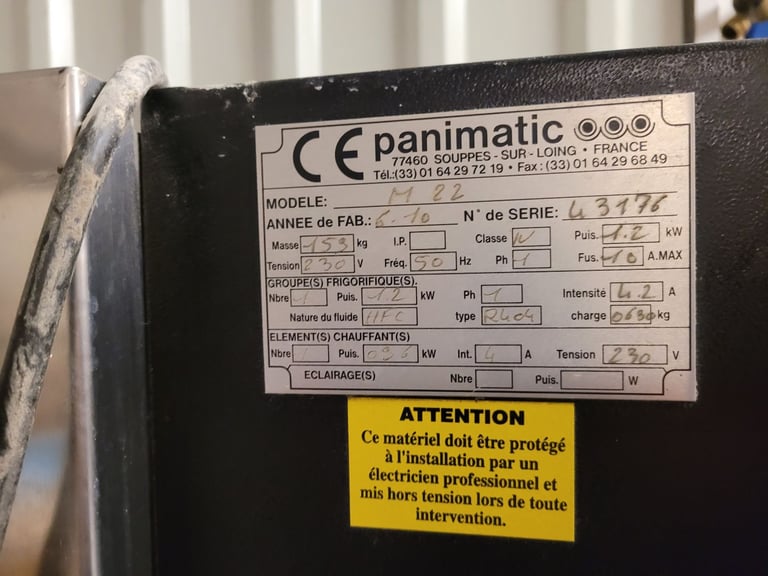 CE panimatic
77460 SOUPPES - SUR - LOING • FRANCE
Tél.:(33) 01 64 29 72 19 • Fax : (33) 01 64 29 68 49
MODELE: M 22
ANNEE de FAB.: 6-10 N° de SERIE: 43176
Masse 153 kg I.P. Classe N Puis. 1.2 kW
Tension 230 V Fréq. 50 Hz Ph 1 Fus. 10 A.MAX
GROUPE(S) FRIGORIFIQUE(S).
Nbre 1 Puis. 1.2 kW Ph 1 Intensité 4.2 A
Nature du fluide HFC type R404 charge 0630 kg
ELEMENT(S) CHAUFFANT(S)
Nbre 1 Puis. kW Int. 4 A Tension 230 V
ECLAIRAGE(S) Nbre Puis. W
ATTENTION
Ce matériel doit être protégé
à l'installation par un
électricien professionnel et
mis hors tension lors de toute
intervention.